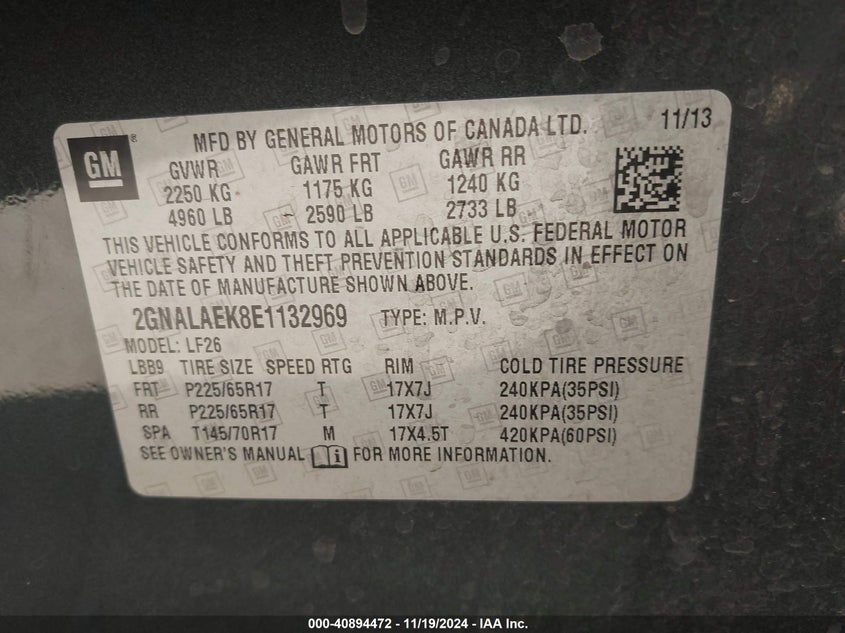 GM ® MFD BY GENERAL MOTORS OF CANADA LTD. 11/13
GVWR GAWR FRT GAWR RR
2250 KG 1175 KG 1240 KG
4960 LB 2590 LB 2733 LB
THIS VEHICLE CONFORMS TO ALL APPLICABLE U.S. FEDERAL MOTOR
VEHICLE SAFETY AND THEFT PREVENTION STANDARDS IN EFFECT ON
THE DATE OF MANUFACTURE SHOWN ABOVE.
2GNALAEK8E1132969 TYPE: M.P.V.
MODEL: LF26
LBB9 TIRE SIZE SPEED RTG RIM COLD TIRE PRESSURE
FRT P225/65R17 T 17X7J 240KPA(35PSI)
RR P225/65R17 T 17X7J 240KPA(35PSI)
SPA T145/70R17 M 17X4.5T 420KPA(60PSI)
SEE OWNER'S MANUAL i FOR MORE INFORMATION.
000-40894472 - 11/19/2024 - IAA Inc.